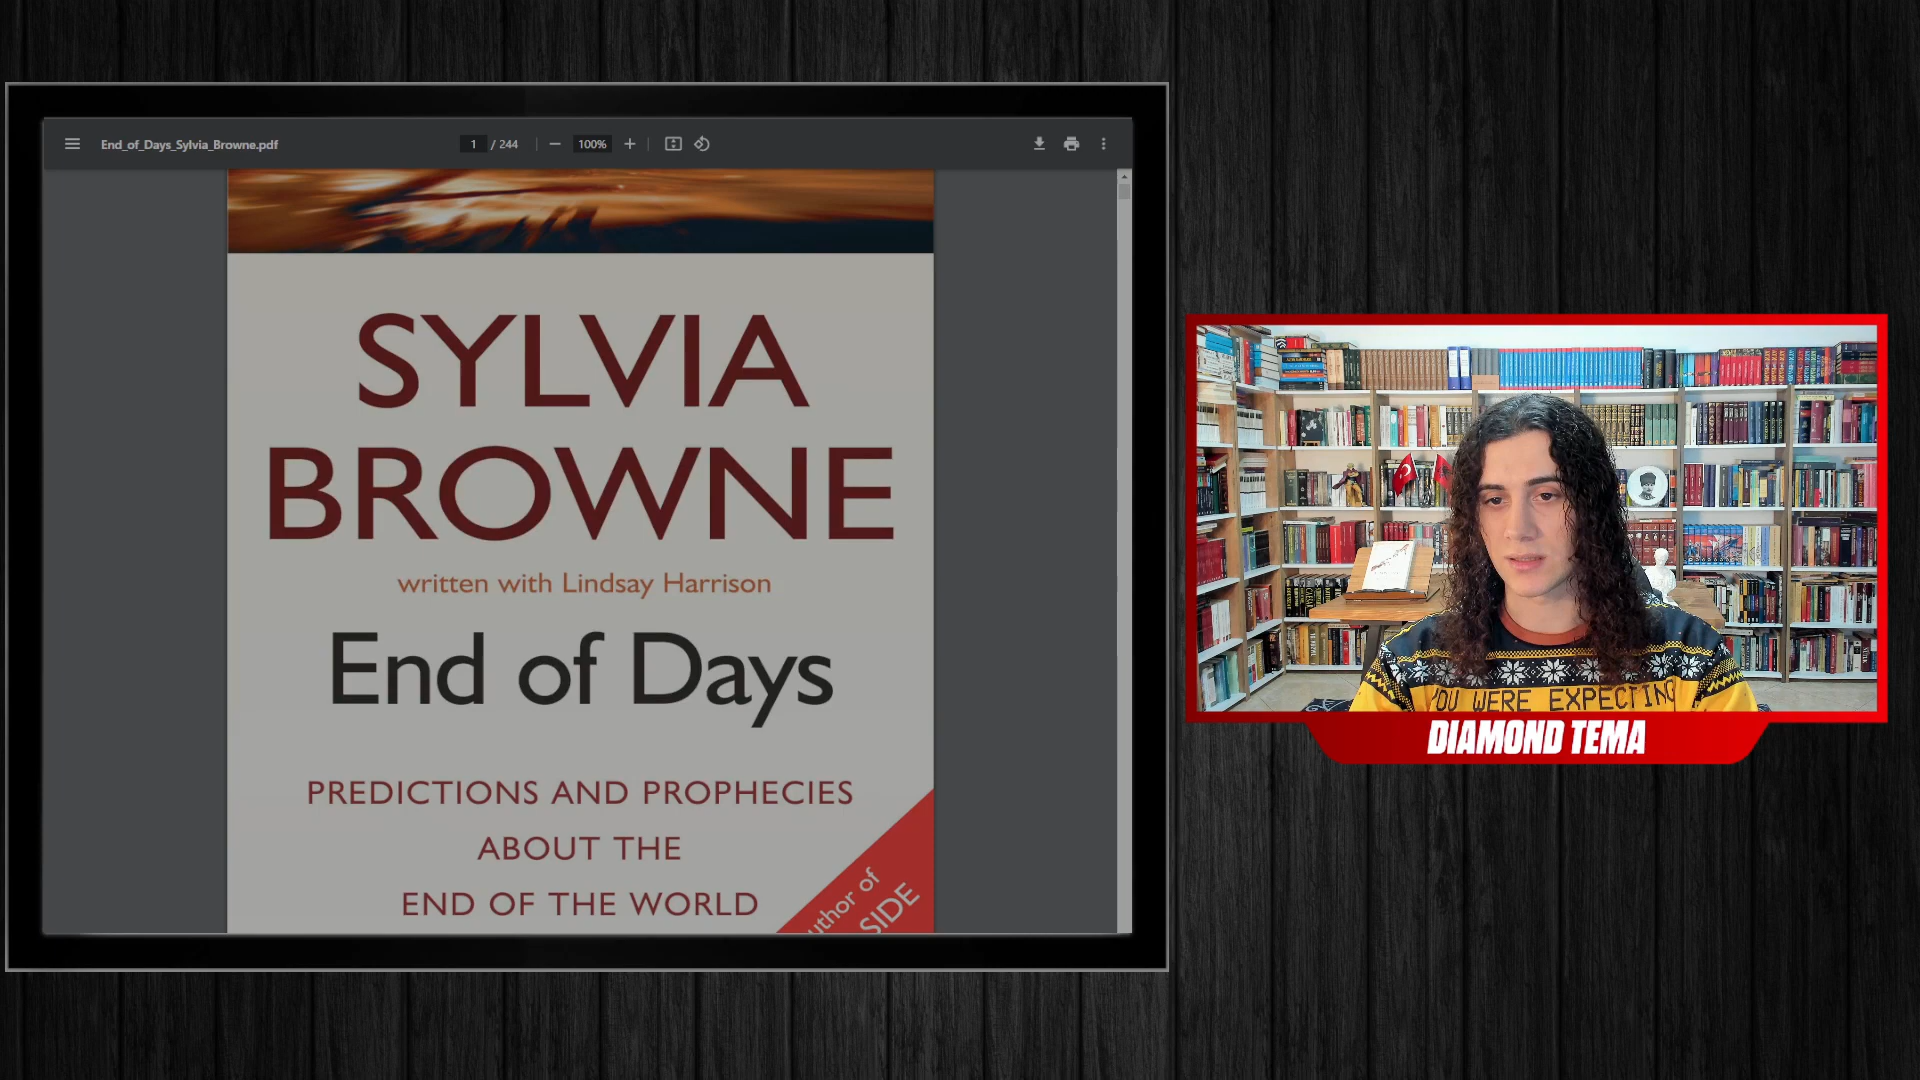 End_of_Days_Sylvia_Browne.pdf
1 / 244
100%
SYLVIA
BROWNE
written with Lindsay Harrison
End of Days
PREDICTIONS AND PROPHECIES
ABOUT THE
END OF THE WORLD
of
SIDE
YOU WERE EXPECTING
DIAMOND TEMA